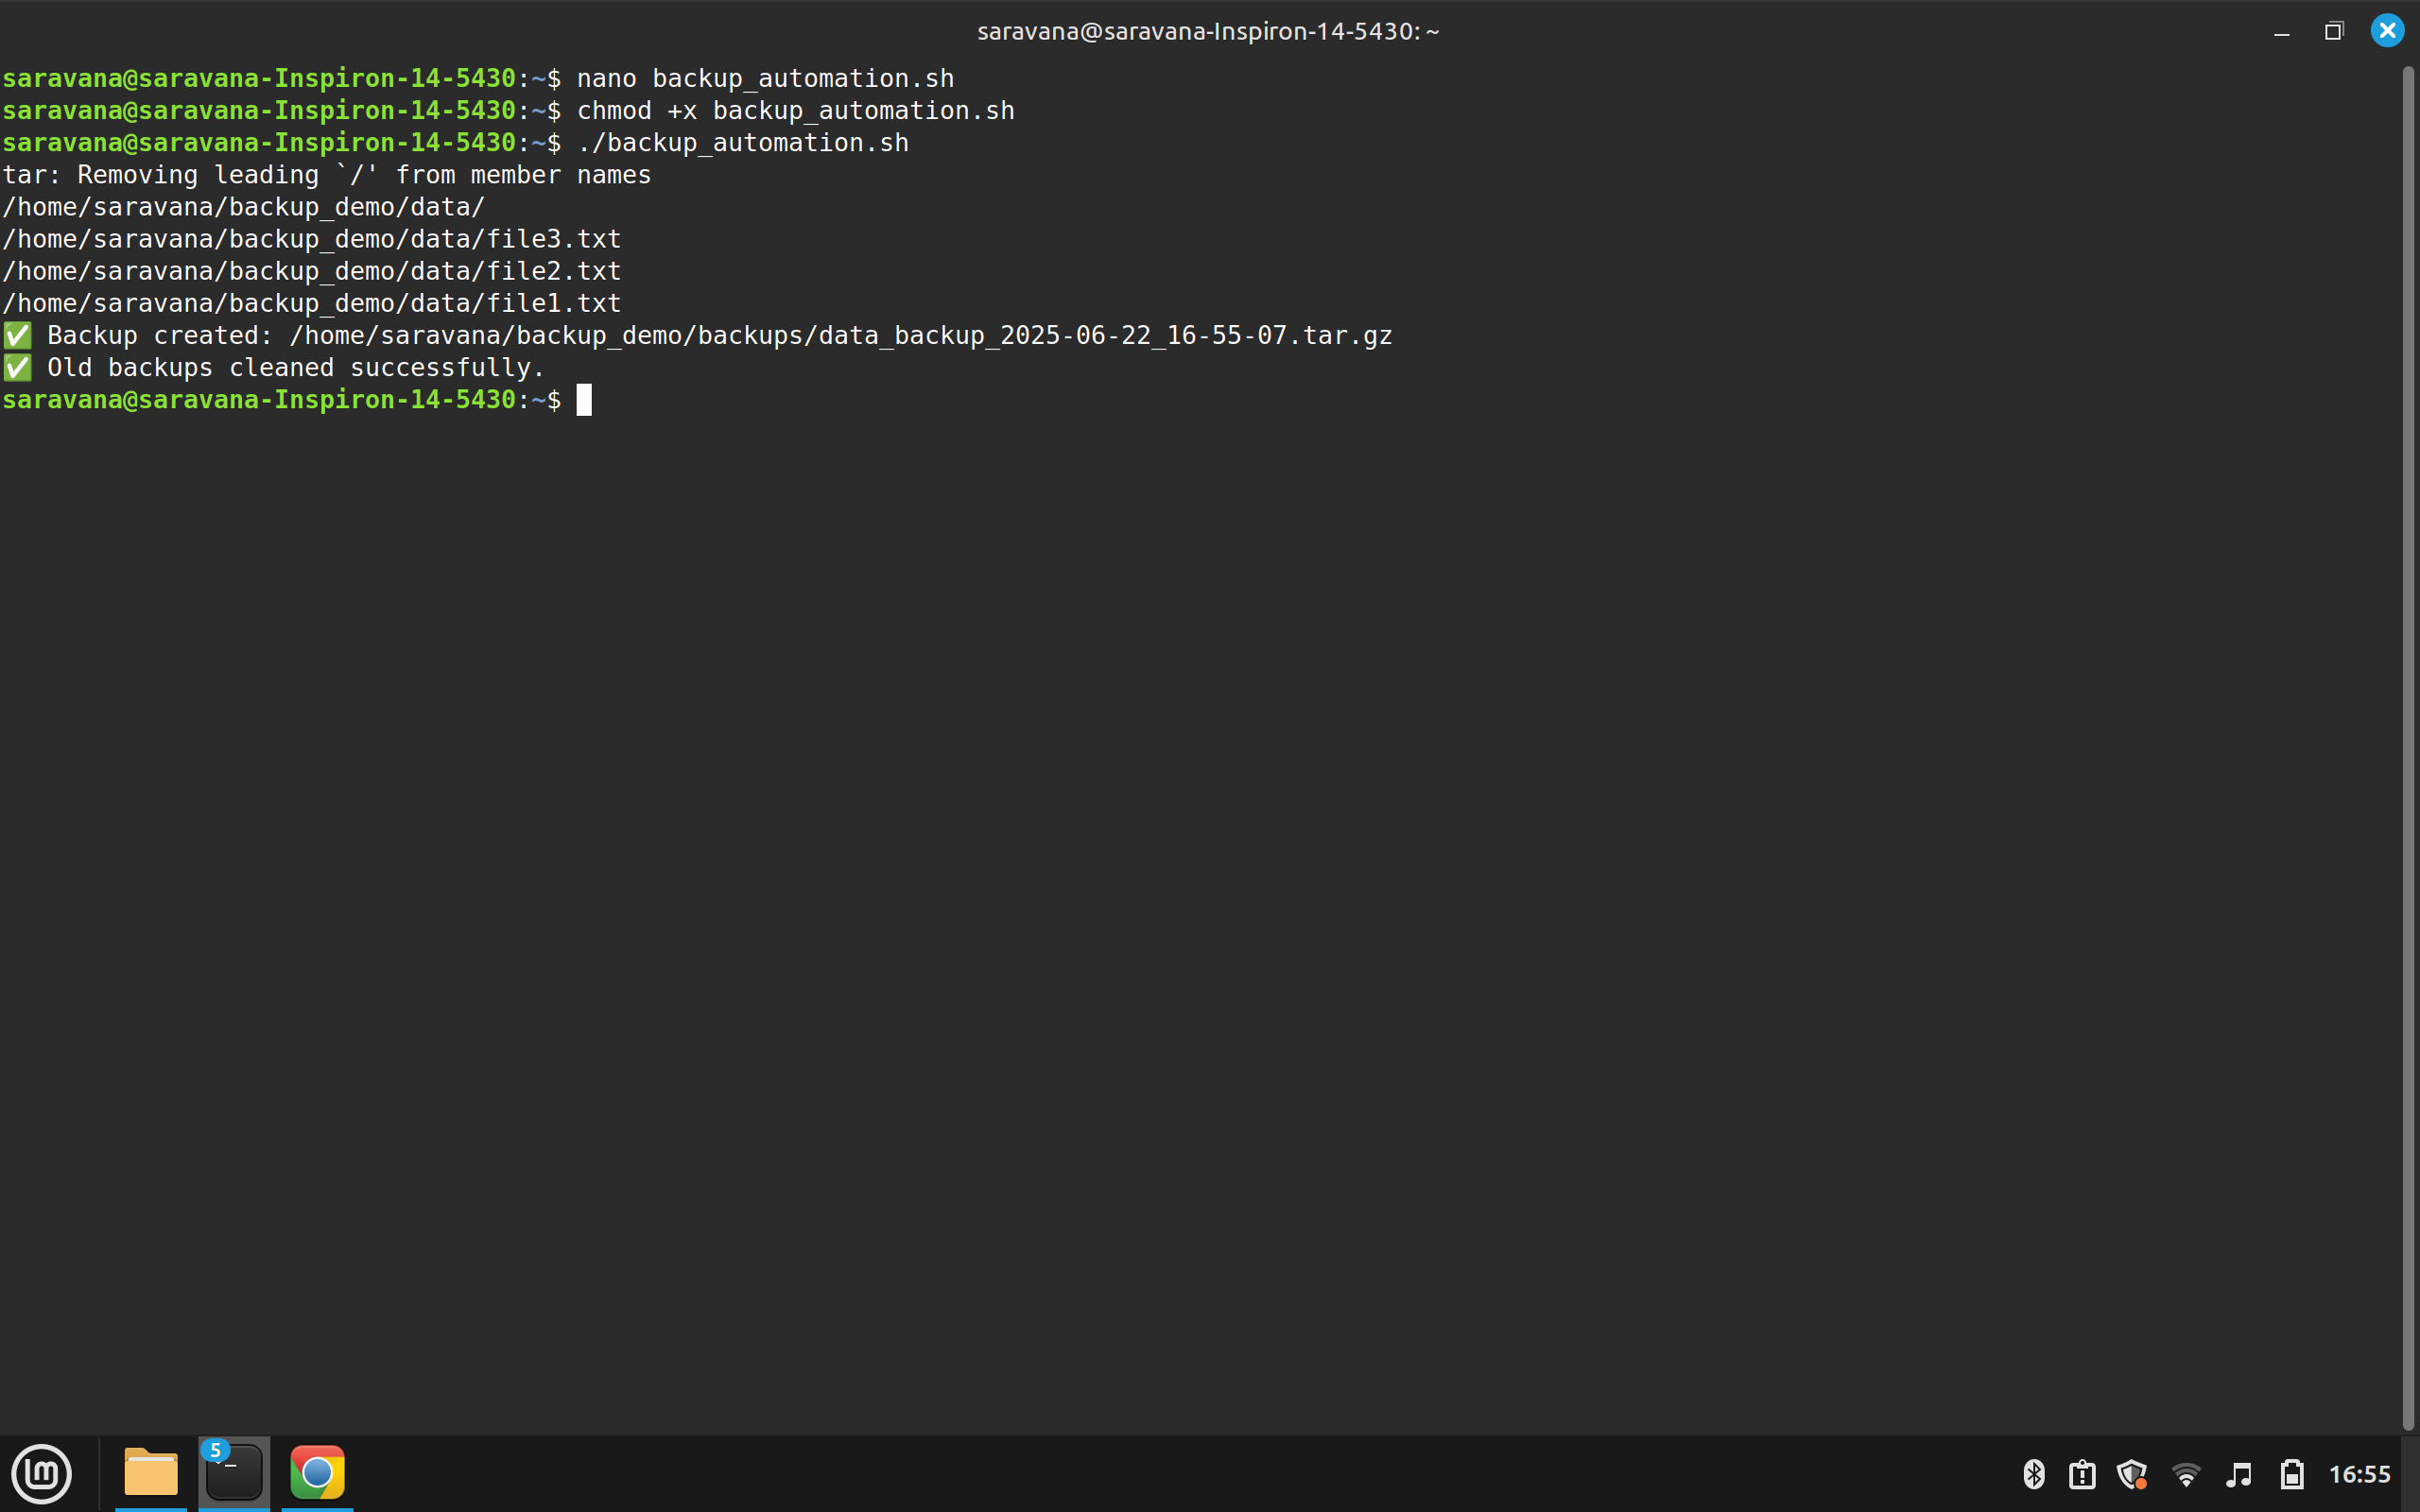 saravana@saravana-Inspiron-14-5430: ~
saravana@saravana-Inspiron-14-5430:~$ nano backup_automation.sh
saravana@saravana-Inspiron-14-5430:~$ chmod +x backup_automation.sh
saravana@saravana-Inspiron-14-5430:~$ ./backup_automation.sh
tar: Removing leading `/' from member names
/home/saravana/backup_demo/data/
/home/saravana/backup_demo/data/file3.txt
/home/saravana/backup_demo/data/file2.txt
/home/saravana/backup_demo/data/file1.txt
✅ Backup created: /home/saravana/backup_demo/backups/data_backup_2025-06-22_16-55-07.tar.gz
✅ Old backups cleaned successfully.
saravana@saravana-Inspiron-14-5430:~$
5
16:55